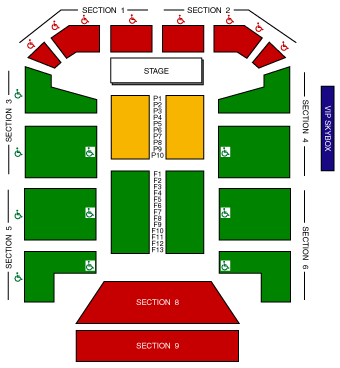 SECTION 1
SECTION 2
STAGE
SECTION 3
SECTION 4
VIP SKYBOX
P1
P2
P3
P4
P5
P6
P7
P8
P9
P10
F1
F2
F3
F4
F5
F6
F7
F8
F9
F10
F11
F12
F13
SECTION 5
SECTION 6
SECTION 8
SECTION 9